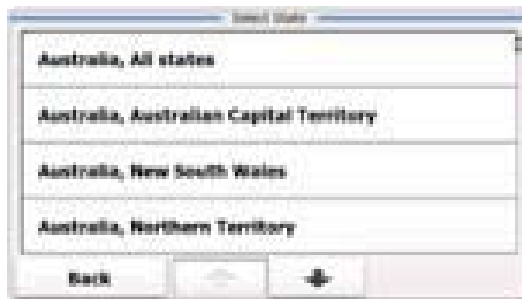 Select state
Australia, All states
Australia, Australian Capital Territory
Australia, New South Wales
Australia, Northern Territory
Back